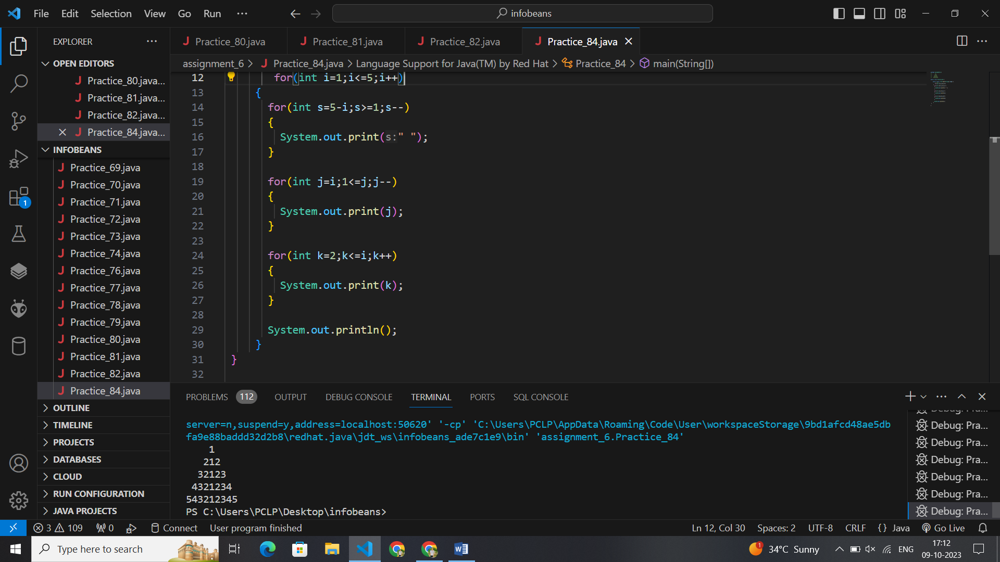 File Edit Selection View Go Run ··· infobeans
EXPLORER ···
OPEN EDITORS
Practice_80.java...
Practice_81.java...
Practice_82.java...
Practice_84.java...
INFOBEANS
Practice_69.java
Practice_70.java
Practice_71.java
Practice_72.java
Practice_73.java
Practice_74.java
Practice_76.java
Practice_77.java
Practice_78.java
Practice_79.java
Practice_80.java
Practice_81.java
Practice_82.java
Practice_84.java
OUTLINE
TIMELINE
PROJECTS
DATABASES
CLOUD
RUN CONFIGURATION
JAVA PROJECTS
1
Practice_80.java Practice_81.java Practice_82.java Practice_84.java
assignment_6 > Practice_84.java > Language Support for Java(TM) by Red Hat > Practice_84 > main(String[])
12 for(int i=1;i<=5;i++)
13 {
14 for(int s=5-i;s>=1;s--)
15 {
16 System.out.print(s:" ");
17 }
18
19 for(int j=i;1<=j;j--)
20 {
21 System.out.print(j);
22 }
23
24 for(int k=2;k<=i;k++)
25 {
26 System.out.print(k);
27 }
28
29 System.out.println();
30 }
31 }
32
PROBLEMS 112 OUTPUT DEBUG CONSOLE TERMINAL PORTS SQL CONSOLE
server=n,suspend=y,address=localhost:50620' '-cp' 'C:\Users\PCLP\AppData\Roaming\Code\User\workspaceStorage\9bd1afcd48ae5db
fa9e88baddd32d2b8\redhat.java\jdt_ws\infobeans_ade7c1e9\bin' 'assignment_6.Practice_84'
1
212
32123
4321234
543212345
PS C:\Users\PCLP\Desktop\infobeans>
Debug: Pra...
Debug: Pra...
Debug: Pra...
Debug: Pra...
Debug: Pra...
Debug: Pra...
3 109 0 Connect User program finished Ln 12, Col 30 Spaces: 2 UTF-8 CRLF {} Java Go Live
Type here to search 1 34°C Sunny ENG 17:12
09-10-2023